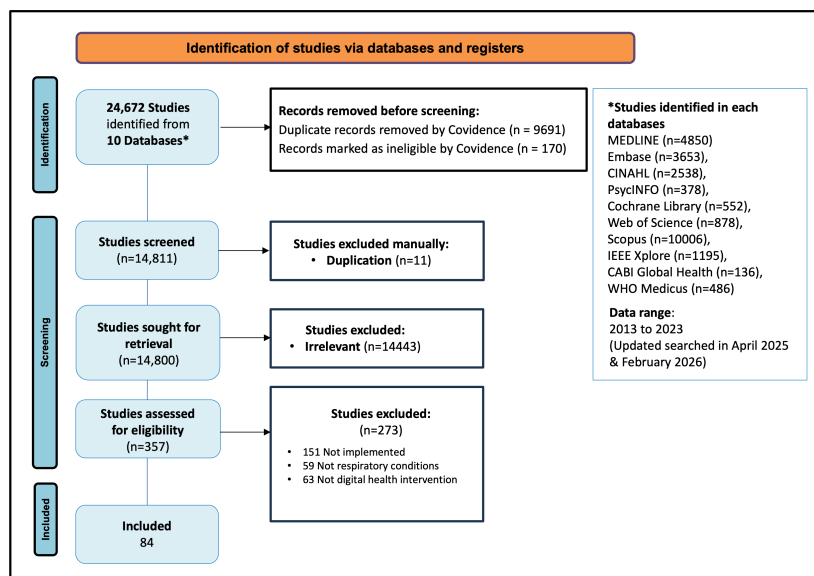 Identification of studies via databases and registers
Identification
24,672 Studies
identified from
10 Databases*
Records removed before screening:
Duplicate records removed by Covidence (n = 9691)
Records marked as ineligible by Covidence (n = 170)
*Studies identified in each
databases
MEDLINE (n=4850)
Embase (n=3653),
CINAHL (n=2538),
PsycINFO (n=378),
Cochrane Library (n=552),
Web of Science (n=878),
Scopus (n=10006),
IEEE Xplore (n=1195),
CABI Global Health (n=136),
WHO Medicus (n=486)
Data range:
2013 to 2023
(Updated searched in April 2025
& February 2026)
Screening
Studies screened
(n=14,811)
Studies excluded manually:
• Duplication (n=11)
Studies sought for
retrieval
(n=14,800)
Studies excluded:
• Irrelevant (n=14443)
Studies assessed
for eligibility
(n=357)
Studies excluded:
(n=273)
• 151 Not implemented
• 59 Not respiratory conditions
• 63 Not digital health intervention
Included
Included
84